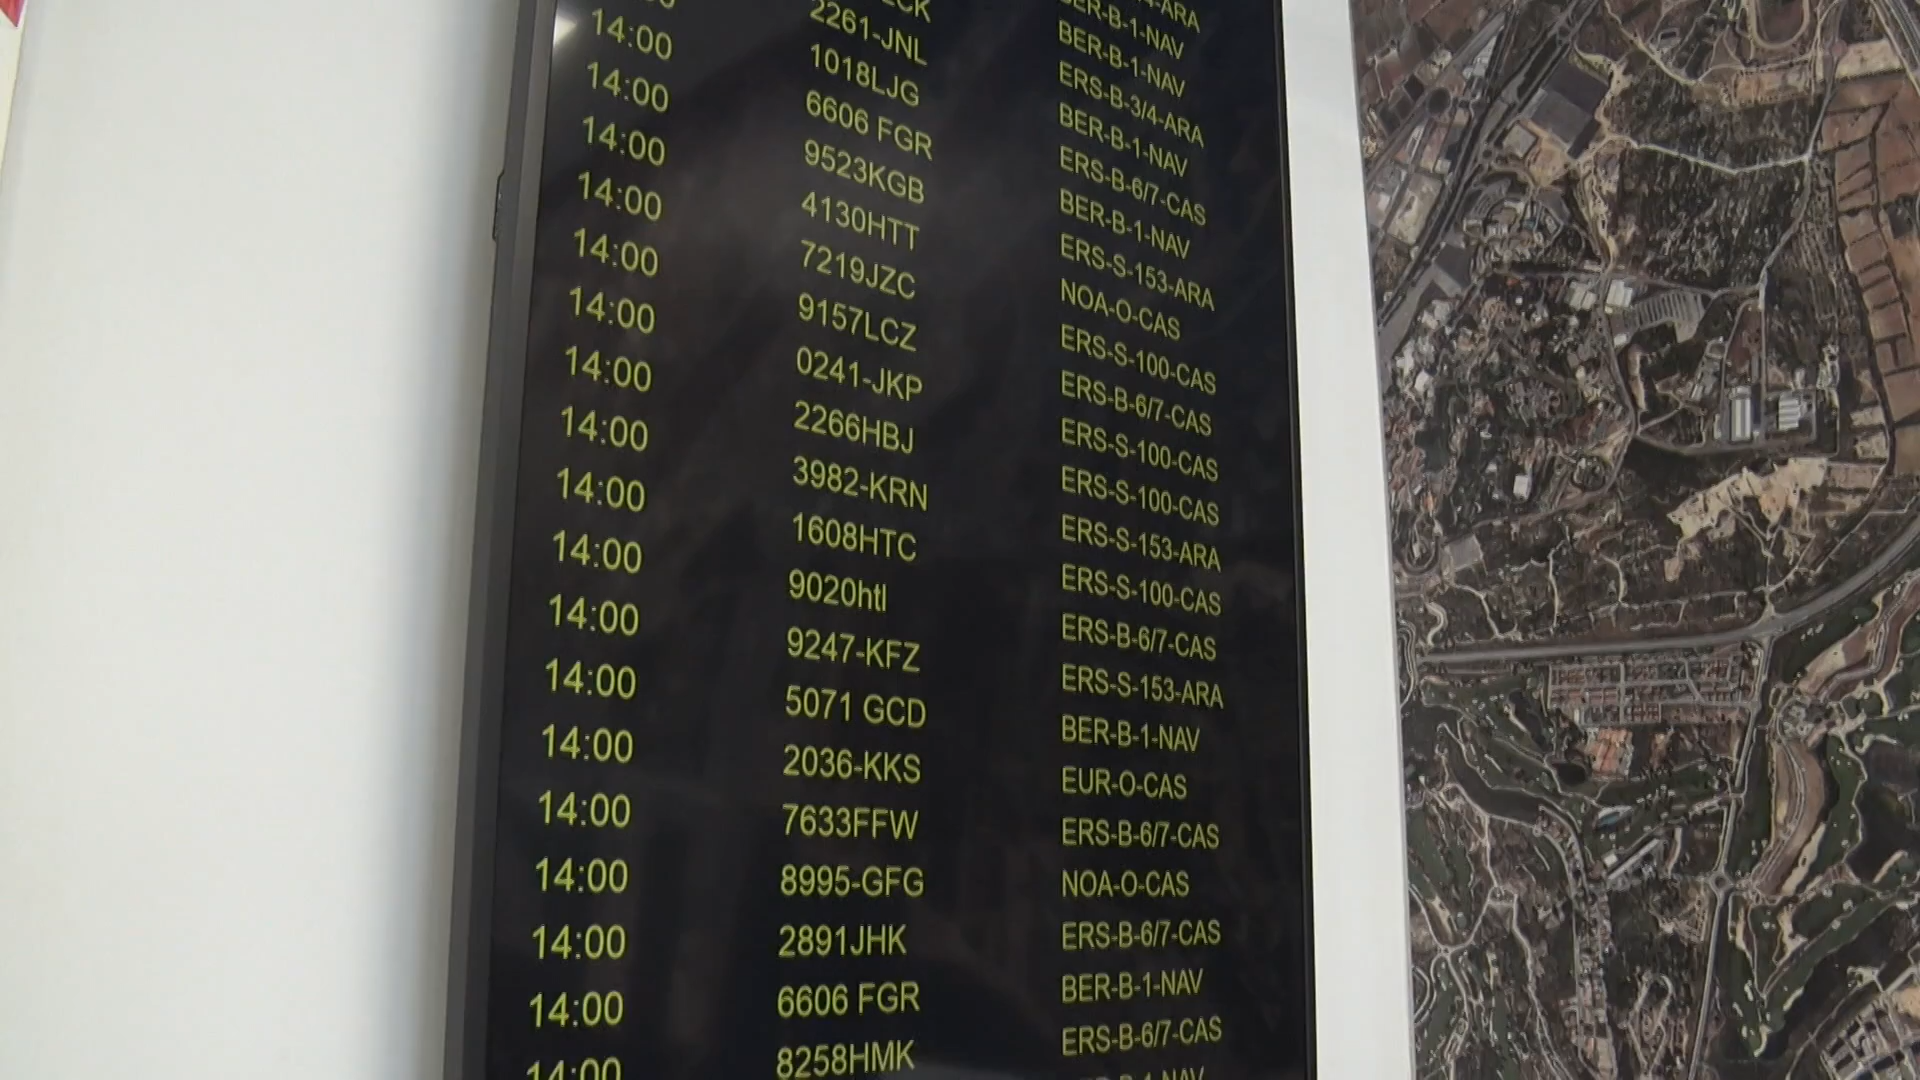 BER-B-1-NAV
BER-B-1-NAV
ERS-B-3/4-ARA
2261-JNL BER-B-1-NAV
1018LJG ERS-B-6/7-CAS
14:00 6606 FGR BER-B-1-NAV
14:00 9523KGB ERS-S-153-ARA
14:00 4130HTT NOA-O-CAS
14:00 7219JZC ERS-S-100-CAS
14:00 9157LCZ ERS-B-6/7-CAS
14:00 0241-JKP ERS-S-100-CAS
14:00 2266HBJ ERS-S-100-CAS
14:00 3982-KRN ERS-S-153-ARA
14:00 1608HTC ERS-S-100-CAS
14:00 9020htl ERS-B-6/7-CAS
14:00 9247-KFZ ERS-S-153-ARA
14:00 5071 GCD BER-B-1-NAV
14:00 2036-KKS EUR-O-CAS
14:00 7633FFW ERS-B-6/7-CAS
14:00 8995-GFG NOA-O-CAS
14:00 2891JHK ERS-B-6/7-CAS
14:00 6606 FGR BER-B-1-NAV
14:00 8258HMK ERS-B-6/7-CAS